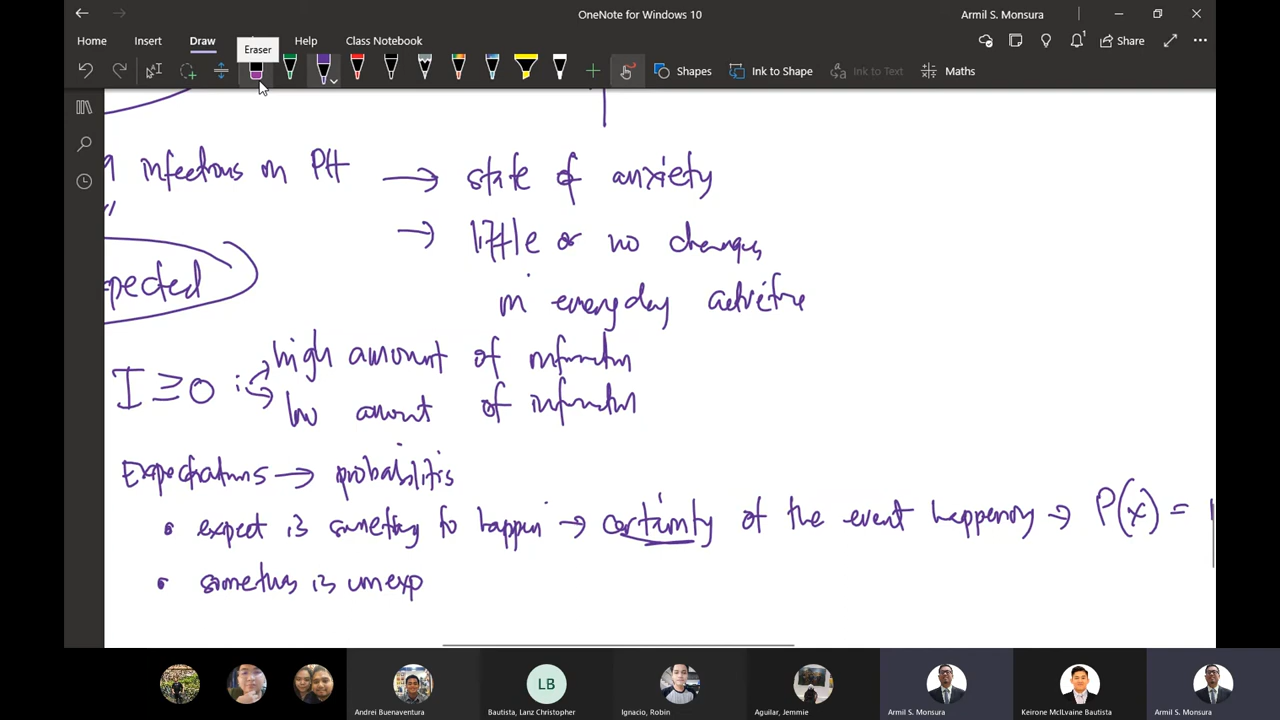 OneNote for Windows 10
Armil S. Monsura
Home Insert Draw Help Class Notebook
Eraser
Share
Shapes Ink to Shape Ink to Text Maths
infections in PH → state of anxiety
→ little or no changes
pected
in everyday activities
I ≥ 0 : high amount of information
low amount of information
Expectations → probabilities
• expect is something to happen → certainty of the event happening → P(x) = 1
• something is unexp
LB
Andrei Buenaventura
Bautista, Lanz Christopher
Ignacio, Robin
Aguilar, Jemmie
Armil S. Monsura
Keirone McIlvaine Bautista
Armil S. Monsura